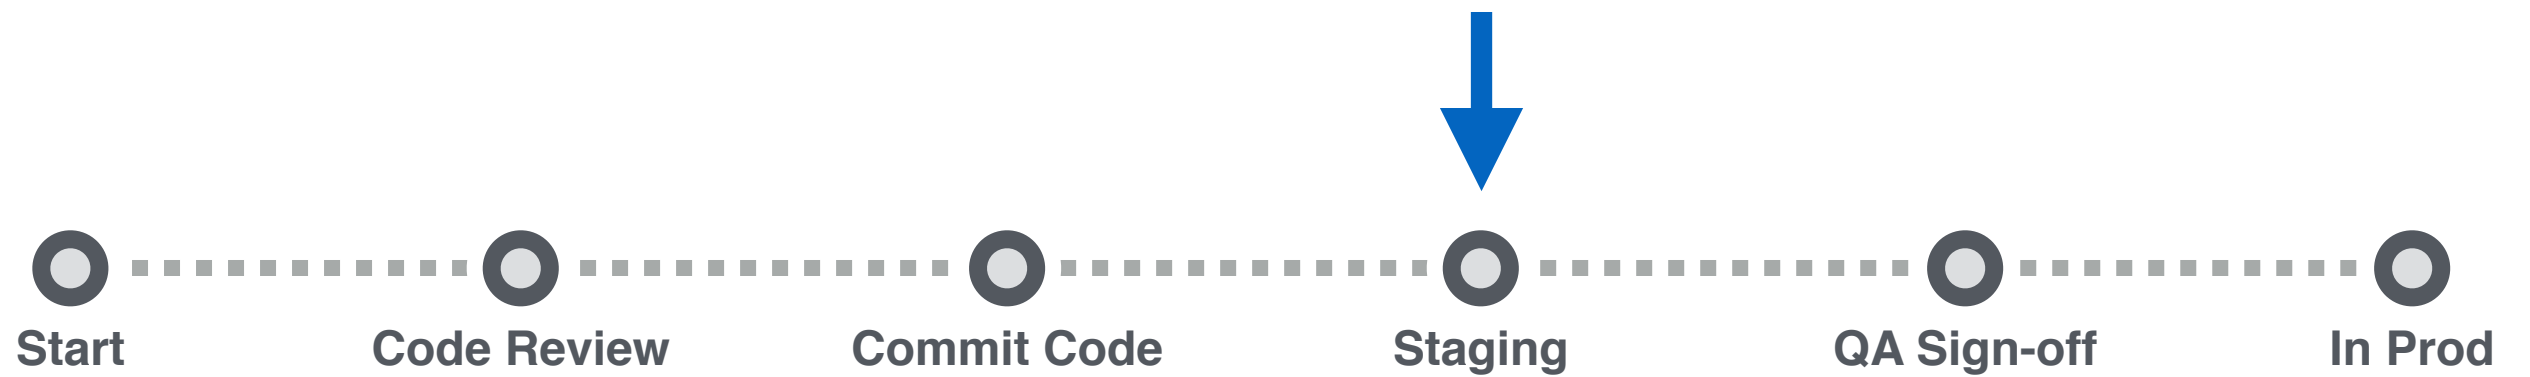 Start
Code Review
Commit Code
Staging
QA Sign-off
In Prod